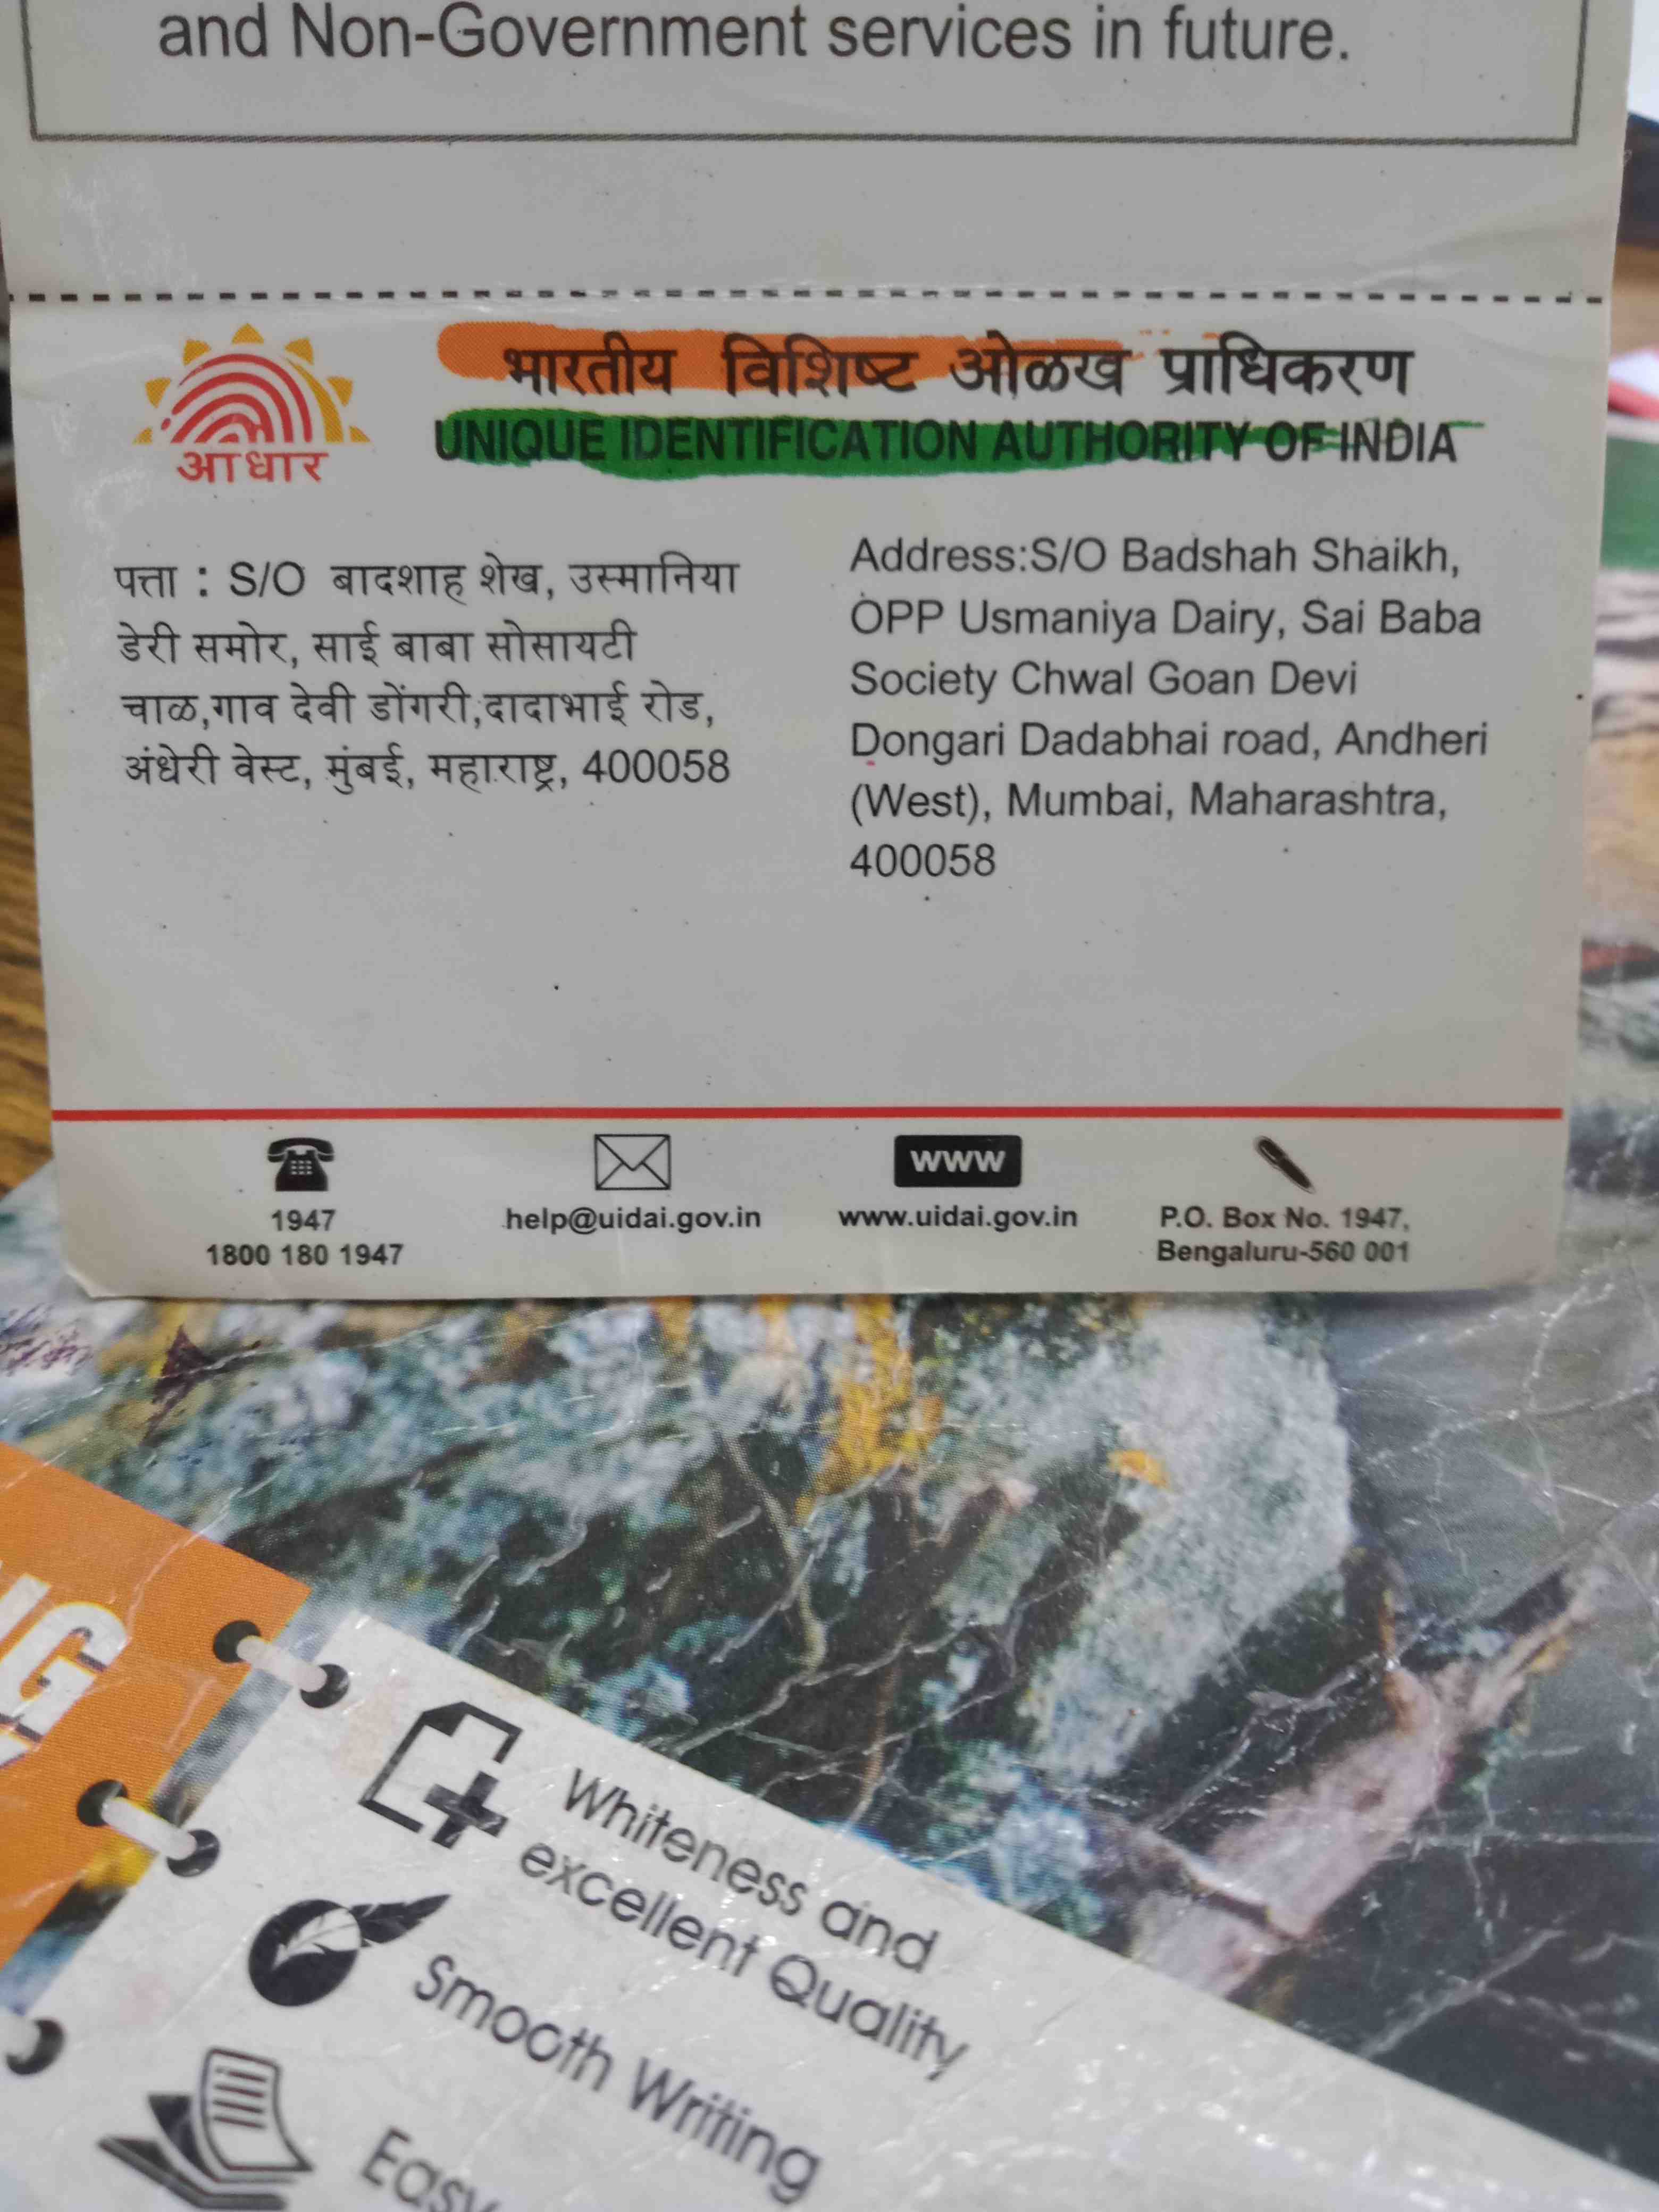 and Non-Government services in future.
आधार
भारतीय विशिष्ट ओळख प्राधिकरण
UNIQUE IDENTIFICATION AUTHORITY OF INDIA
पत्ता : S/O बादशाह शेख, उस्मानिया
डेरी समोर, साई बाबा सोसायटी
चाळ,गाव देवी डोंगरी,दादाभाई रोड,
अंधेरी वेस्ट, मुंबई, महाराष्ट्र, 400058
Address:S/O Badshah Shaikh,
OPP Usmaniya Dairy, Sai Baba
Society Chwal Goan Devi
Dongari Dadabhai road, Andheri
(West), Mumbai, Maharashtra,
400058
1947
1800 180 1947
help@uidai.gov.in
www
www.uidai.gov.in
P.O. Box No. 1947,
Bengaluru-560 001
Whiteness and
excellent Quality
Smooth Writing
Easy